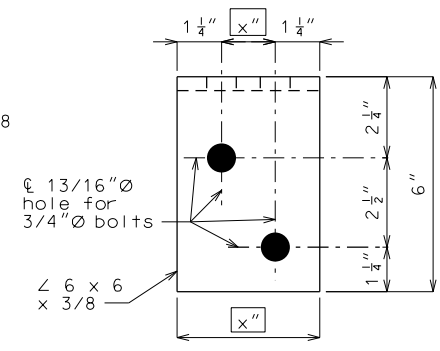 1 1/4" x" 1 1/4"
8
2 1/4"
6"
℄ 13/16"Ø
hole for
3/4"Ø bolts
2 1/2"
1 1/4"
∠ 6 x 6
x 3/8
x"